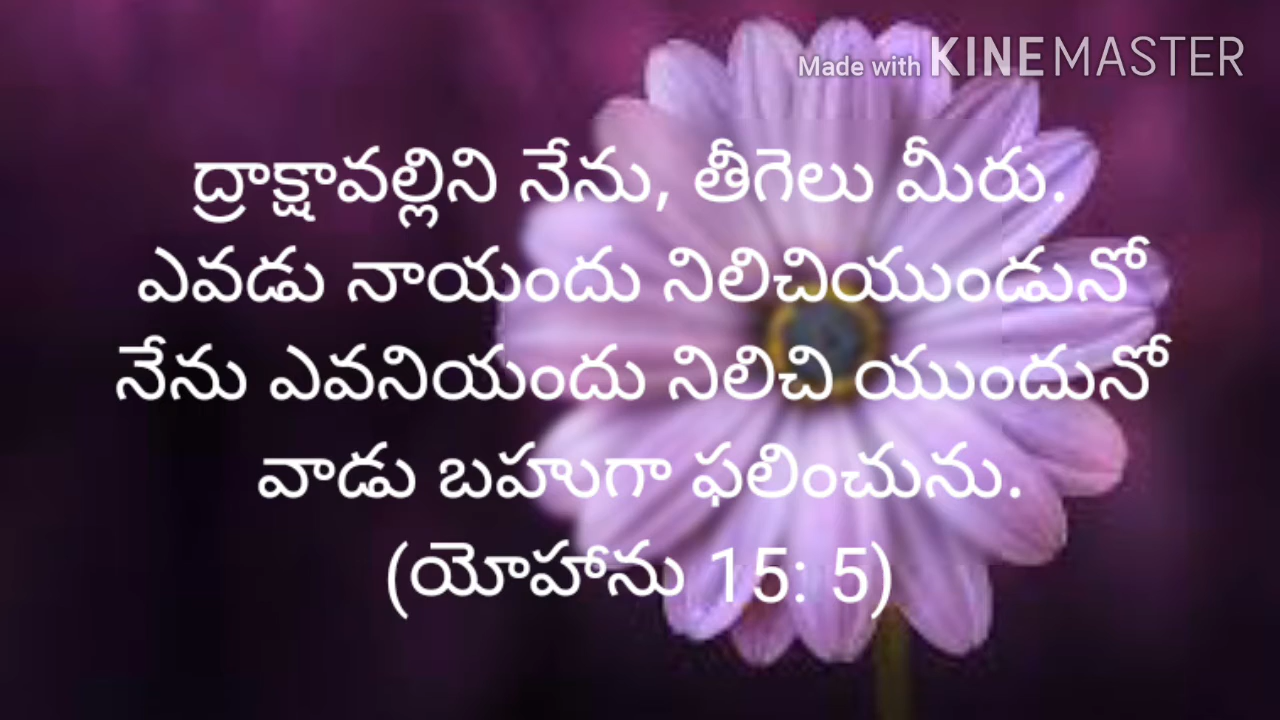 Made with KINEMASTER
ద్రాక్షావల్లిని నేను, తీగెలు మీరు.
ఎవడు నాయందు నిలిచియుండునో
నేను ఎవనియందు నిలిచి యుందునో
వాడు బహుగా ఫలించును.
(యోహాను 15: 5)